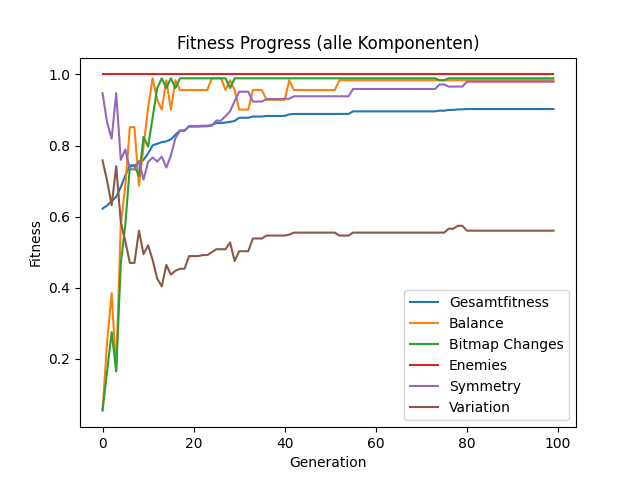 Fitness Progress (alle Komponenten)
Fitness
1.0
0.8
0.6
0.4
0.2
0
20
40
60
80
100
Generation
Gesamtfitness
Balance
Bitmap Changes
Enemies
Symmetry
Variation